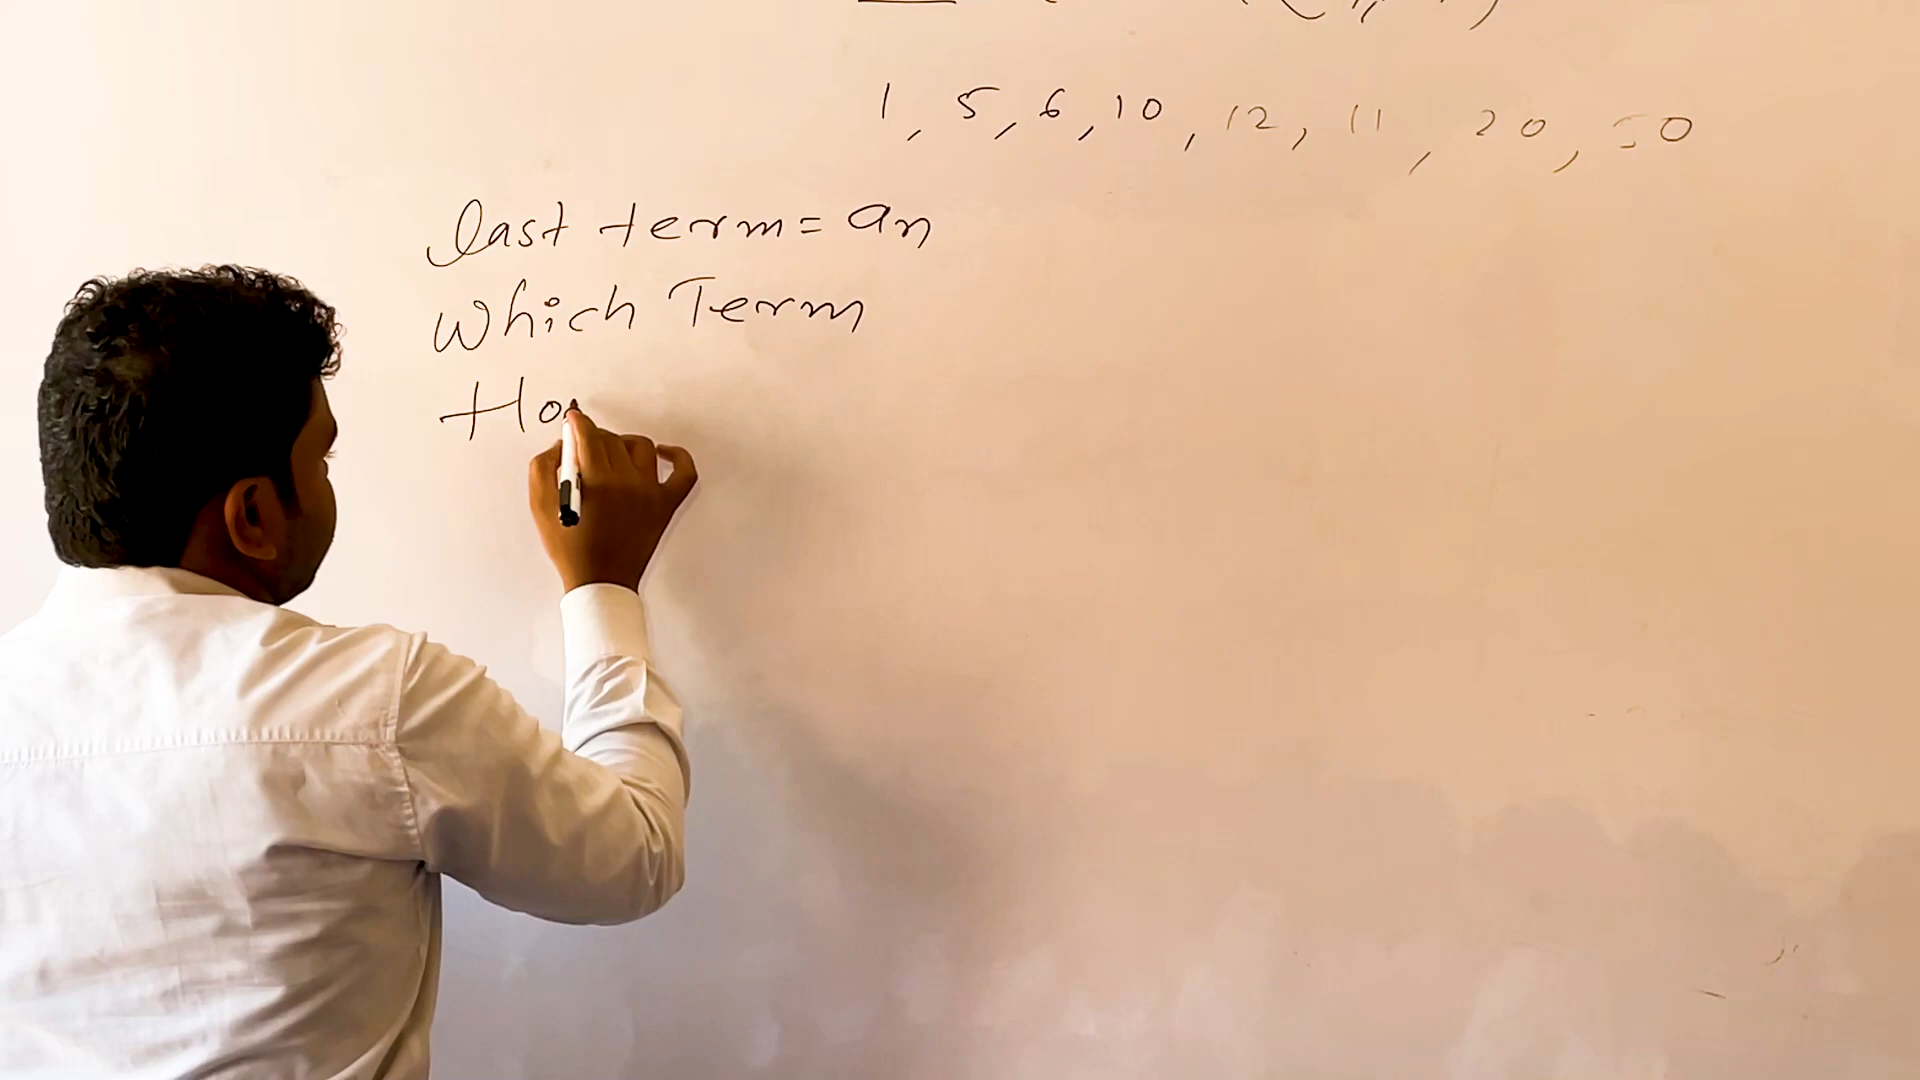 1, 5, 6, 10, 12, 11, 20, 50
last term = an
Which Term
Ho